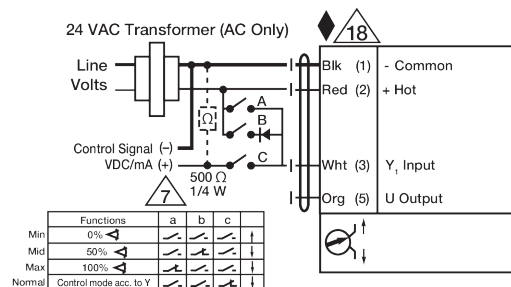 24 VAC Transformer (AC Only)
18
Line
Volts
Blk (1) - Common
Red (2) + Hot
A
B
C
Ω
Control Signal (–)
VDC/mA (+)
500 Ω
1/4 W
7
Wht (3) Y1 Input
Org (5) U Output
Functions a b c
Min 0%
Mid 50%
Max 100%
Normal Control mode acc. to Y